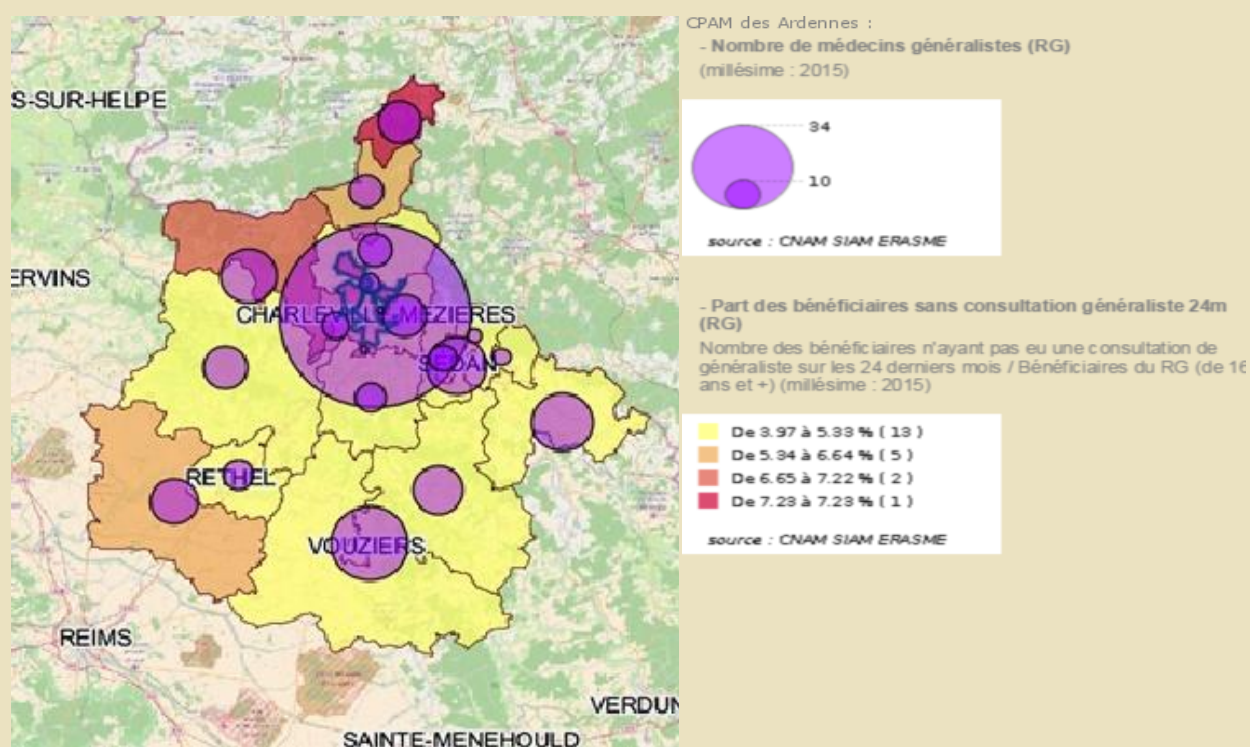 S-SUR-HELPE
ERVINS
CHARLEVILLE-MEZIERES
SEDAN
RETHEL
VOUZIERS
REIMS
VERDUN
SAINTE-MENEHOULD
CPAM des Ardennes :
- Nombre de médecins généralistes (RG)
(millésime : 2015)
34
10
source : CNAM SIAM ERASME
- Part des bénéficiaires sans consultation généraliste 24m
(RG)
Nombre des bénéficiaires n'ayant pas eu une consultation de
généraliste sur les 24 derniers mois / Bénéficiaires du RG (de 16
ans et +) (millésime : 2015)
De 3.97 à 5.33 % ( 13 )
De 5.34 à 6.64 % ( 5 )
De 6.65 à 7.22 % ( 2 )
De 7.23 à 7.23 % ( 1 )
source : CNAM SIAM ERASME